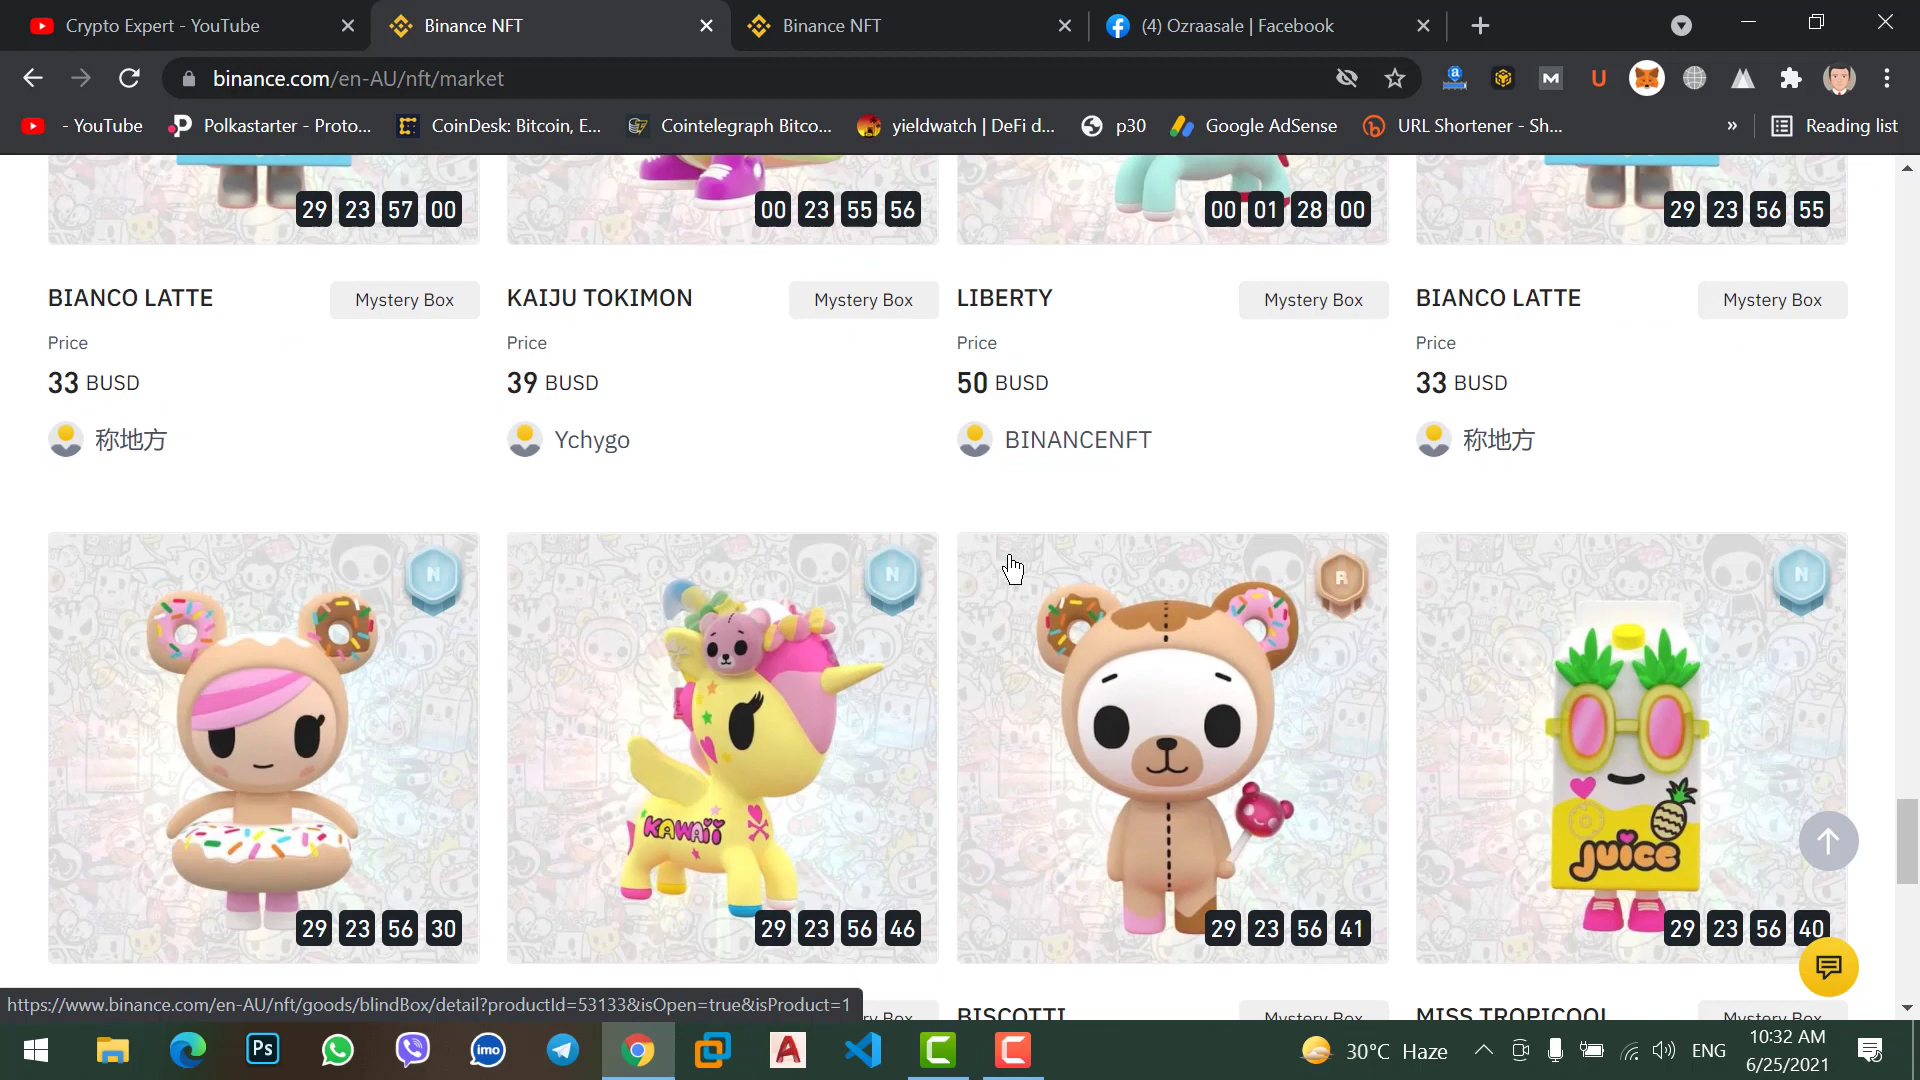 Crypto Expert - YouTube
Binance NFT
Binance NFT
(4) Ozraasale | Facebook
binance.com/en-AU/nft/market
- YouTube
Polkastarter - Proto...
CoinDesk: Bitcoin, E...
Cointelegraph Bitco...
yieldwatch | DeFi d...
p30
Google AdSense
URL Shortener - Sh...
»
Reading list
29 23 57 00
00 23 55 56
00 01 28 00
29 23 56 55
BIANCO LATTE
Mystery Box
KAIJU TOKIMON
Mystery Box
LIBERTY
Mystery Box
BIANCO LATTE
Mystery Box
Price
Price
Price
Price
33 BUSD
39 BUSD
50 BUSD
33 BUSD
称地方
Ychygo
BINANCENFT
称地方
N
N
R
N
KAWAii
juice
29 23 56 30
29 23 56 46
29 23 56 41
29 23 56 40
https://www.binance.com/en-AU/nft/goods/blindBox/detail?productId=53133&isOpen=true&isProduct=1
BISCOTTI
Mystery Box
MISS TROPICOOL
Mystery Box
Ps
imo
30°C Haze
ENG
10:32 AM
6/25/2021